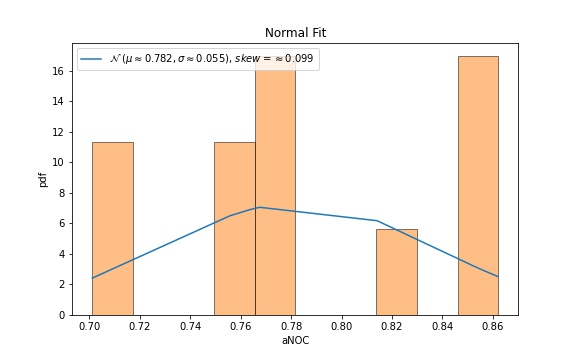 Normal Fit
𝒩(μ ≈ 0.782, σ ≈ 0.055), skew = ≈ 0.099
pdf
16
14
12
10
8
6
4
2
0
0.70 0.72 0.74 0.76 0.78 0.80 0.82 0.84 0.86
aNOC